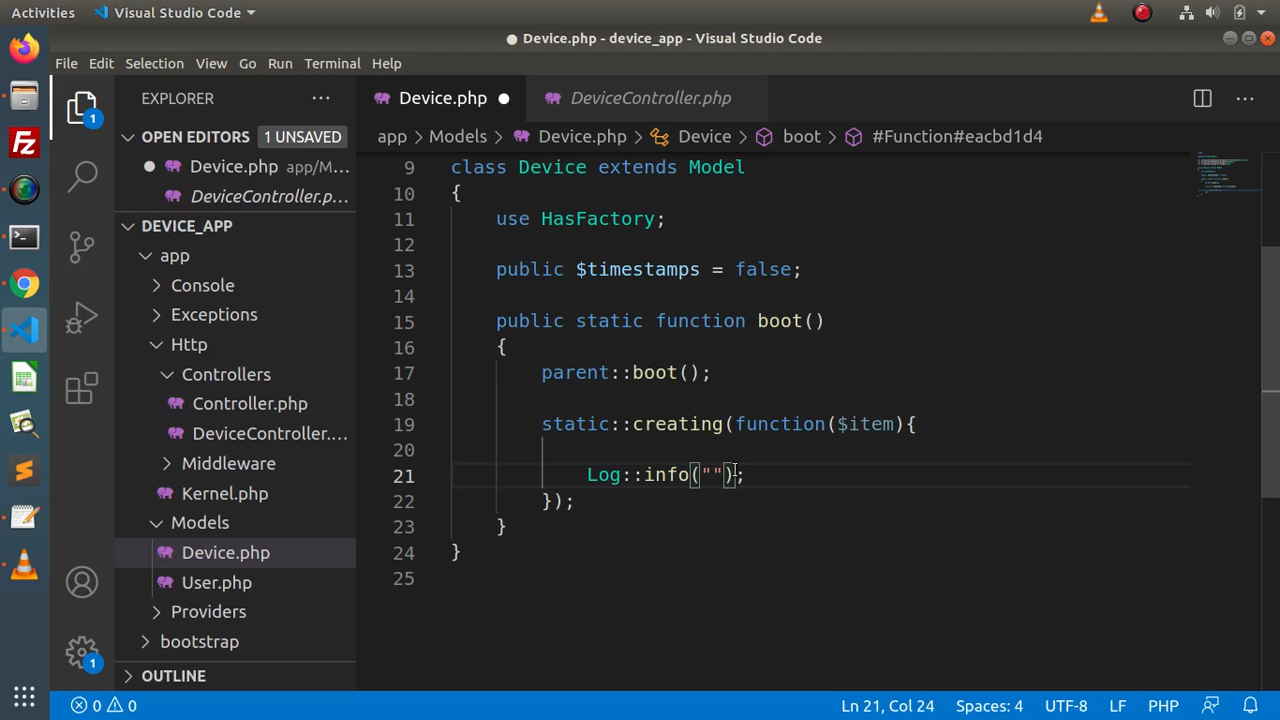 Activities
Visual Studio Code
Device.php - device_app - Visual Studio Code
File Edit Selection View Go Run Terminal Help
EXPLORER
Device.php
DeviceController.php
OPEN EDITORS 1 UNSAVED
app Models Device.php Device boot #Function#eacbd1d4
Device.php app/M...
DeviceController.p...
DEVICE_APP
app
Console
Exceptions
Http
Controllers
Controller.php
DeviceController....
Middleware
Kernel.php
Models
Device.php
User.php
Providers
bootstrap
OUTLINE
1
1
9 class Device extends Model
10 {
11 use HasFactory;
12
13 public $timestamps = false;
14
15 public static function boot()
16 {
17 parent::boot();
18
19 static::creating(function($item){
20
21 Log::info("");
22 });
23 }
24 }
25
0 0 Ln 21, Col 24 Spaces: 4 UTF-8 LF PHP